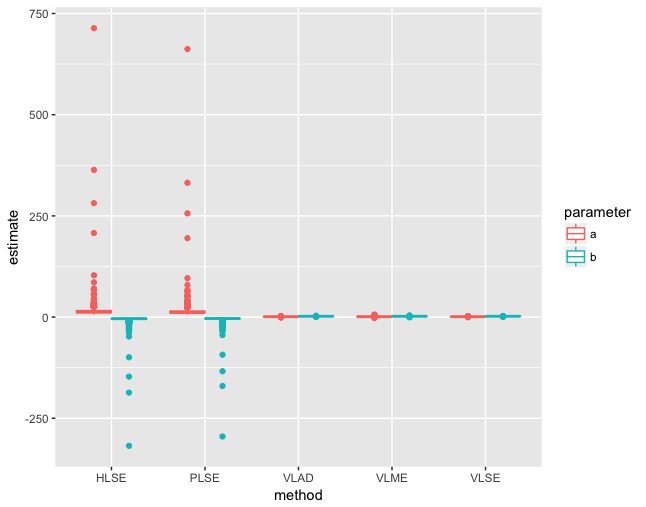 750
500
250
0
-250
estimate
HLSE PLSE VLAD VLME VLSE
method
parameter
a
b